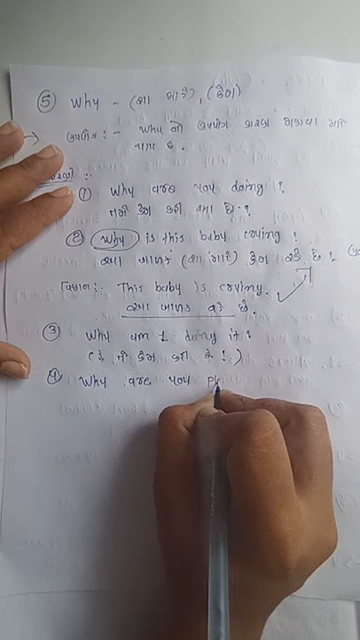 ⑤ Why - (શા માટે), (કેમ)
→ ઉપયોગ :- Why નો ઉપયોગ કારણ જાણવા માટે
થાય છે.
① Why are you doing ?
તમે કેમ કરી રહ્યા છો ?
② Why is this baby crying ?
આ બાળક (શા માટે) કેમ રડે છે ?
વિધાન :- This baby is crying.
આ બાળક રડે છે.
③ Why am I doing it ?
(હું તે કેમ કરું છું ?)
④ Why are you pl